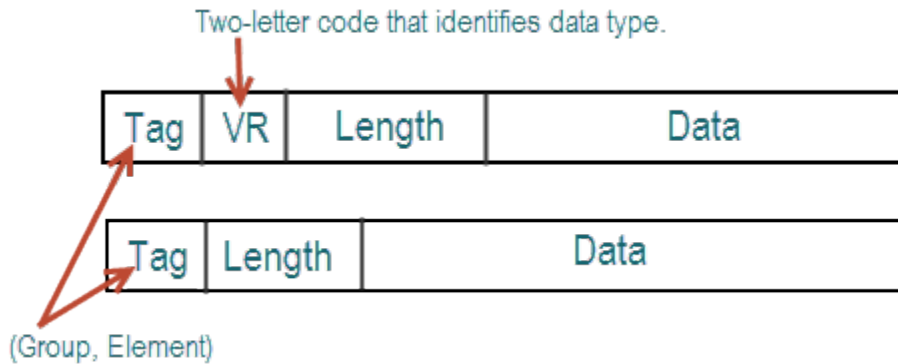 Two-letter code that identifies data type.
Tag VR Length Data
Tag Length Data
(Group, Element)